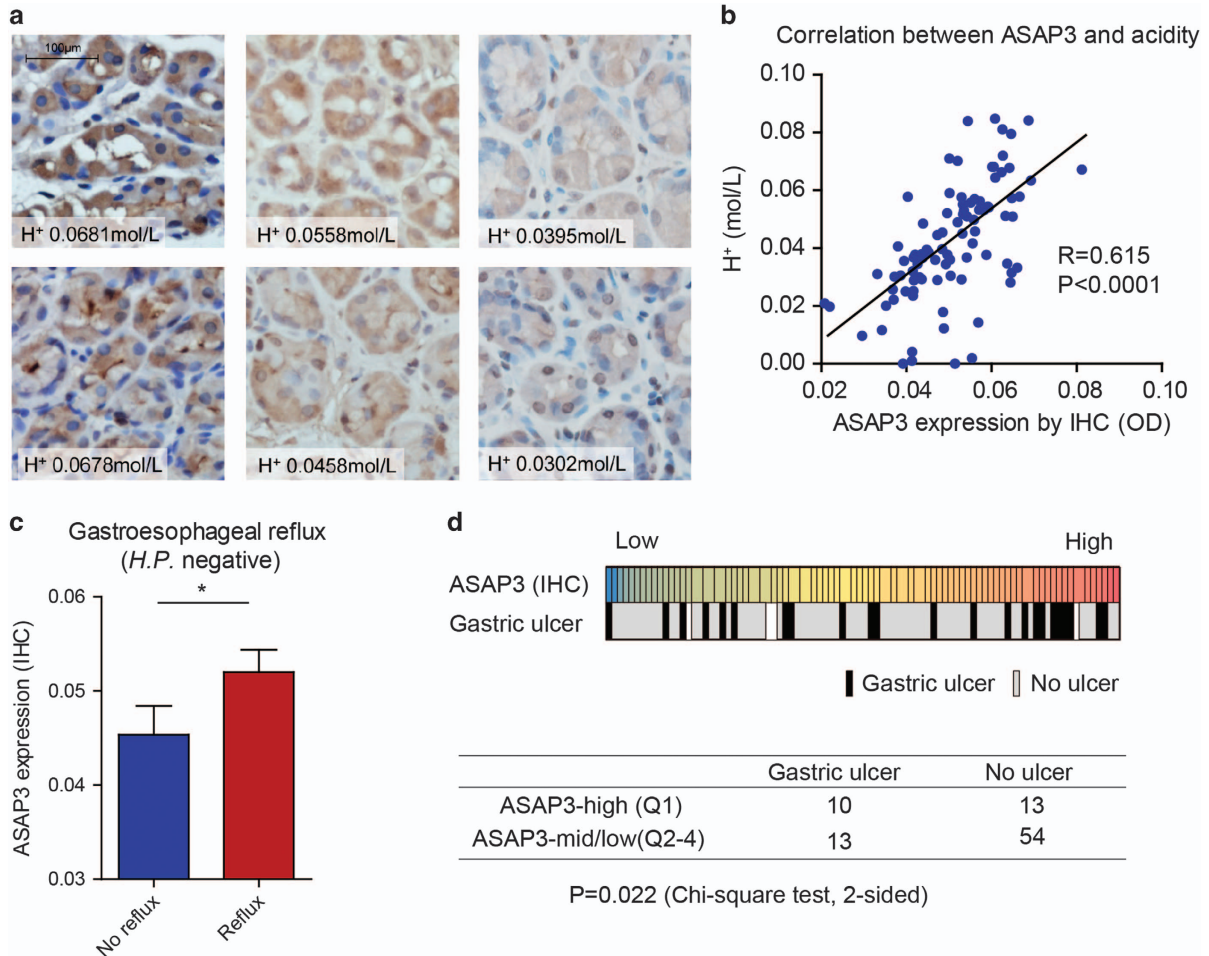 a
100μm
H⁺ 0.0681mol/L
H⁺ 0.0558mol/L
H⁺ 0.0395mol/L
H⁺ 0.0678mol/L
H⁺ 0.0458mol/L
H⁺ 0.0302mol/L
b
Correlation between ASAP3 and acidity
0.10
0.08
0.06
0.04
0.02
0.00
H⁺ (mol/L)
R=0.615
P<0.0001
0.02 0.04 0.06 0.08 0.10
ASAP3 expression by IHC (OD)
c
Gastroesophageal reflux
(H.P. negative)
*
0.06
0.05
0.04
0.03
ASAP3 expression (IHC)
No reflux
Reflux
d
Low High
ASAP3 (IHC)
Gastric ulcer
Gastric ulcer No ulcer
Gastric ulcer No ulcer
ASAP3-high (Q1) 10 13
ASAP3-mid/low(Q2-4) 13 54
P=0.022 (Chi-square test, 2-sided)